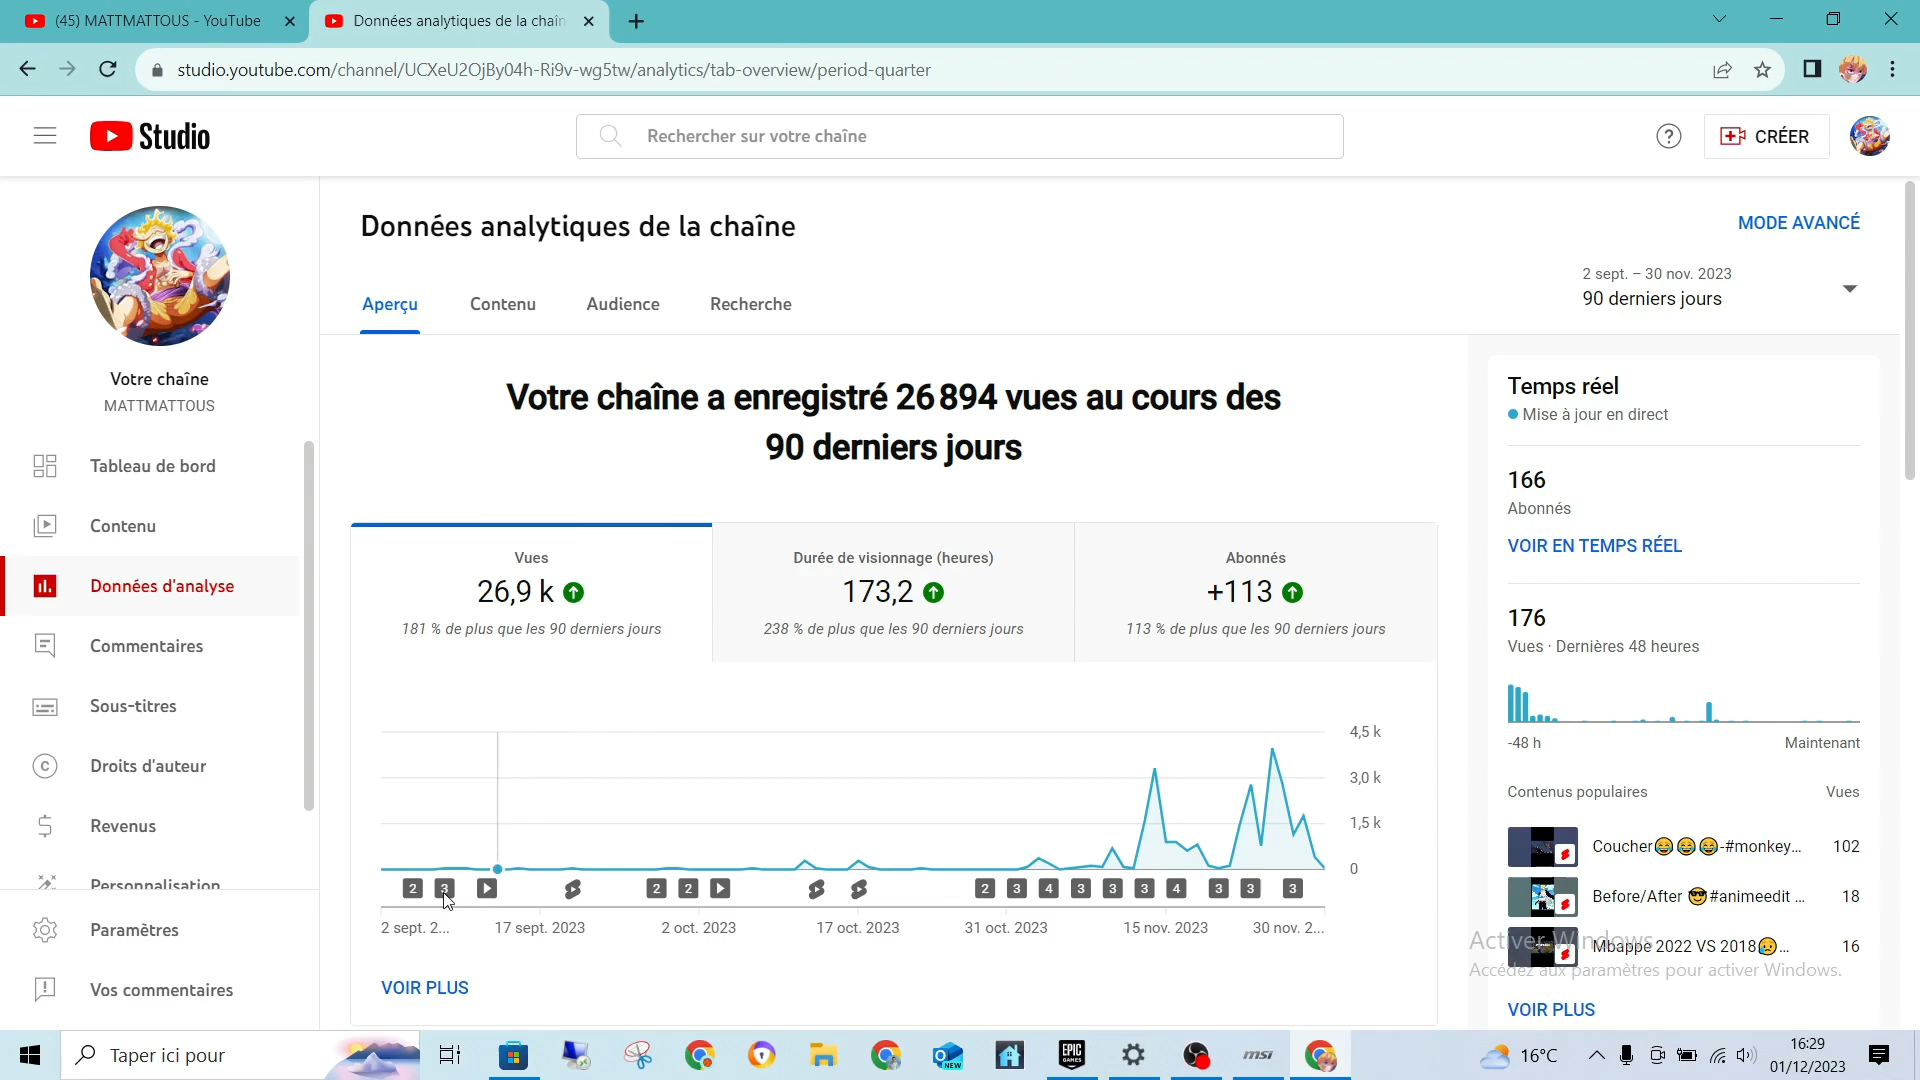 (45) MATTMATTOUS - YouTube
Données analytiques de la chaîn
studio.youtube.com/channel/UCXeU2OjBy04h-Ri9v-wg5tw/analytics/tab-overview/period-quarter
Studio
Rechercher sur votre chaîne
CRÉER
Votre chaîne
MATTMATTOUS
Tableau de bord
Contenu
Données d'analyse
Commentaires
Sous-titres
Droits d'auteur
Revenus
Personnalisation
Paramètres
Vos commentaires
Données analytiques de la chaîne
MODE AVANCÉ
Aperçu
Contenu
Audience
Recherche
2 sept. – 30 nov. 2023
90 derniers jours
Votre chaîne a enregistré 26 894 vues au cours des
90 derniers jours
Vues
26,9 k
181 % de plus que les 90 derniers jours
Durée de visionnage (heures)
173,2
238 % de plus que les 90 derniers jours
Abonnés
+113
113 % de plus que les 90 derniers jours
4,5 k
3,0 k
1,5 k
0
2 3 2 2 2 3 4 3 3 3 4 3 3 3
2 sept. 2... 17 sept. 2023 2 oct. 2023 17 oct. 2023 31 oct. 2023 15 nov. 2023 30 nov. 2...
VOIR PLUS
Temps réel
Mise à jour en direct
166
Abonnés
VOIR EN TEMPS RÉEL
176
Vues · Dernières 48 heures
-48 h Maintenant
Contenus populaires Vues
Coucher😂😂😂-#monkey... 102
Before/After 😎#animeedit ... 18
Mbappe 2022 VS 2018😥... 16
VOIR PLUS
Activer Windows
Accédez aux paramètres pour activer Windows.
Taper ici pour
NEW
EPIC
GAMES
msi
16°C
16:29
01/12/2023